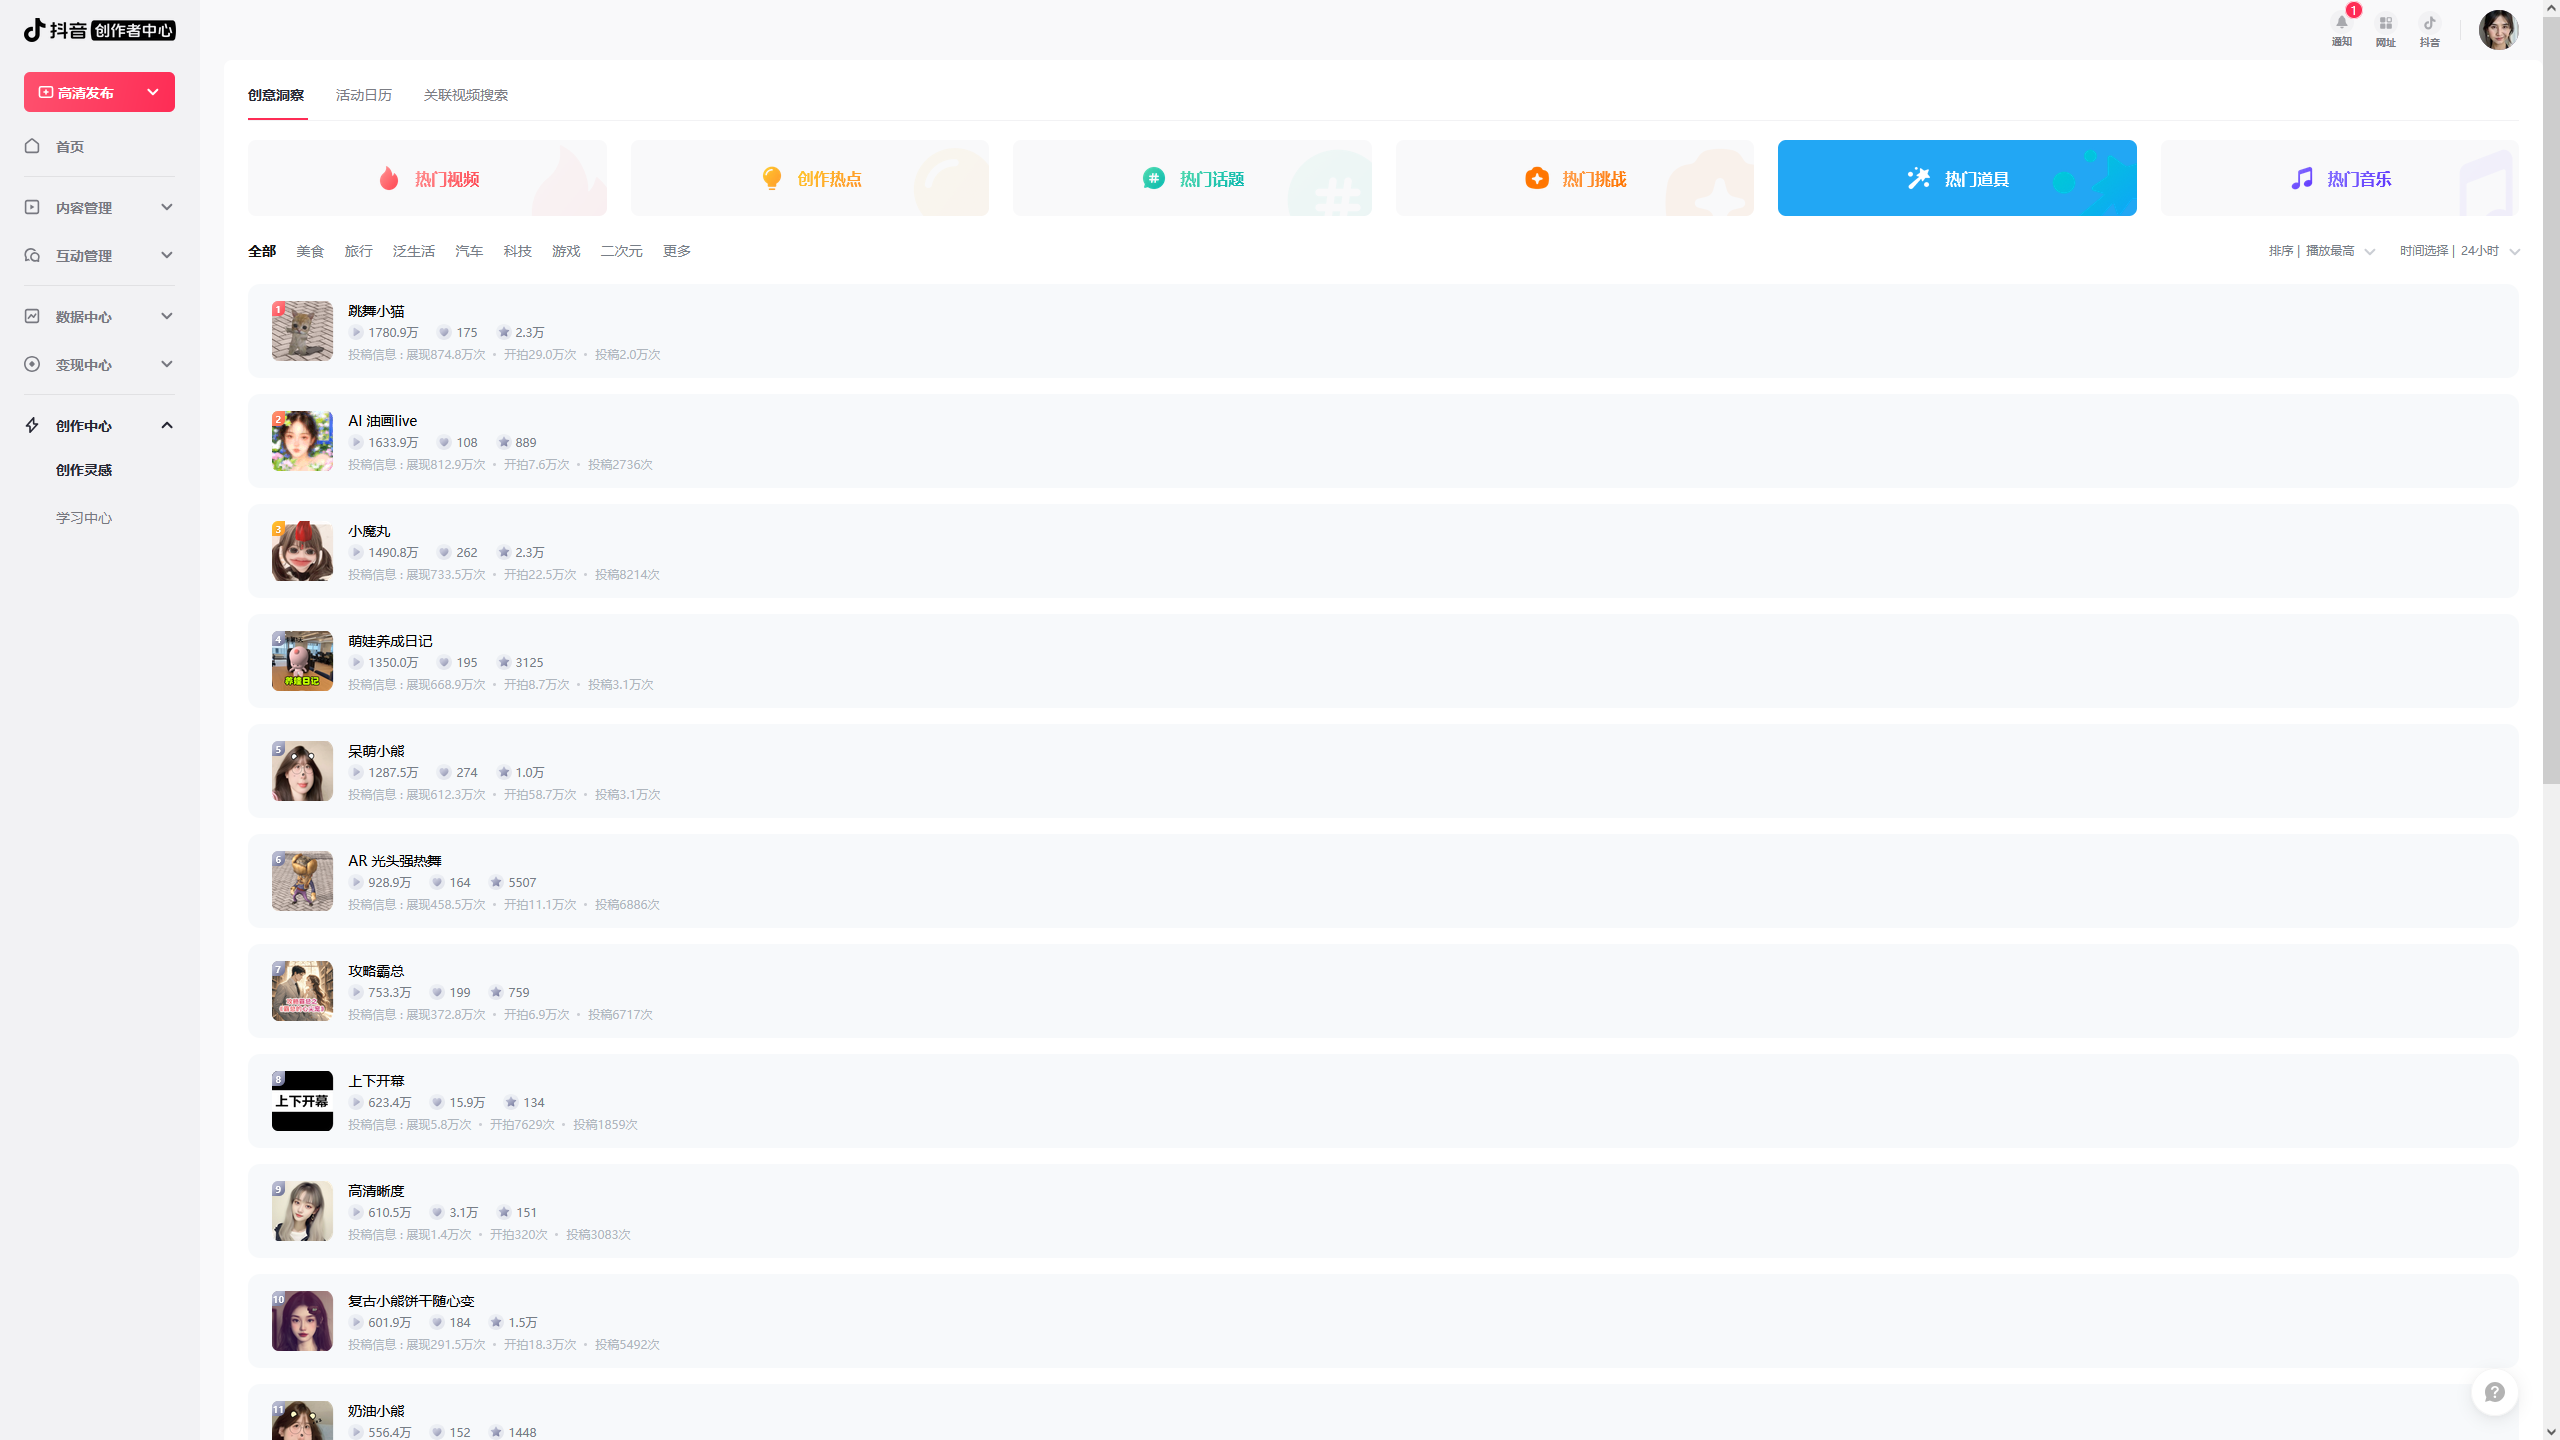 抖音 创作者中心
1
通知 网址 抖音
高清发布
首页
内容管理
互动管理
数据中心
变现中心
创作中心
创作灵感
学习中心
创意洞察 活动日历 关联视频搜索
热门视频 创作热点 热门话题 热门挑战 热门道具 热门音乐
全部 美食 旅行 泛生活 汽车 科技 游戏 二次元 更多
排序 | 播放最高 时间选择 | 24小时
1
跳舞小猫
1780.9万 175 2.3万
投稿信息 : 展现874.8万次 • 开拍29.0万次 • 投稿2.0万次
2
AI 油画live
1633.9万 108 889
投稿信息 : 展现812.9万次 • 开拍7.6万次 • 投稿2736次
3
小魔丸
1490.8万 262 2.3万
投稿信息 : 展现733.5万次 • 开拍22.5万次 • 投稿8214次
4
养娃日记
萌娃养成日记
1350.0万 195 3125
投稿信息 : 展现668.9万次 • 开拍8.7万次 • 投稿3.1万次
5
呆萌小熊
1287.5万 274 1.0万
投稿信息 : 展现612.3万次 • 开拍58.7万次 • 投稿3.1万次
6
AR 光头强热舞
928.9万 164 5507
投稿信息 : 展现458.5万次 • 开拍11.1万次 • 投稿6886次
7
攻略霸总
753.3万 199 759
投稿信息 : 展现372.8万次 • 开拍6.9万次 • 投稿6717次
8
上下开幕
上下开幕
623.4万 15.9万 134
投稿信息 : 展现5.8万次 • 开拍7629次 • 投稿1859次
9
高清晰度
610.5万 3.1万 151
投稿信息 : 展现1.4万次 • 开拍320次 • 投稿3083次
10
复古小熊饼干随心变
601.9万 184 1.5万
投稿信息 : 展现291.5万次 • 开拍18.3万次 • 投稿5492次
11
奶油小熊
556.4万 152 1448